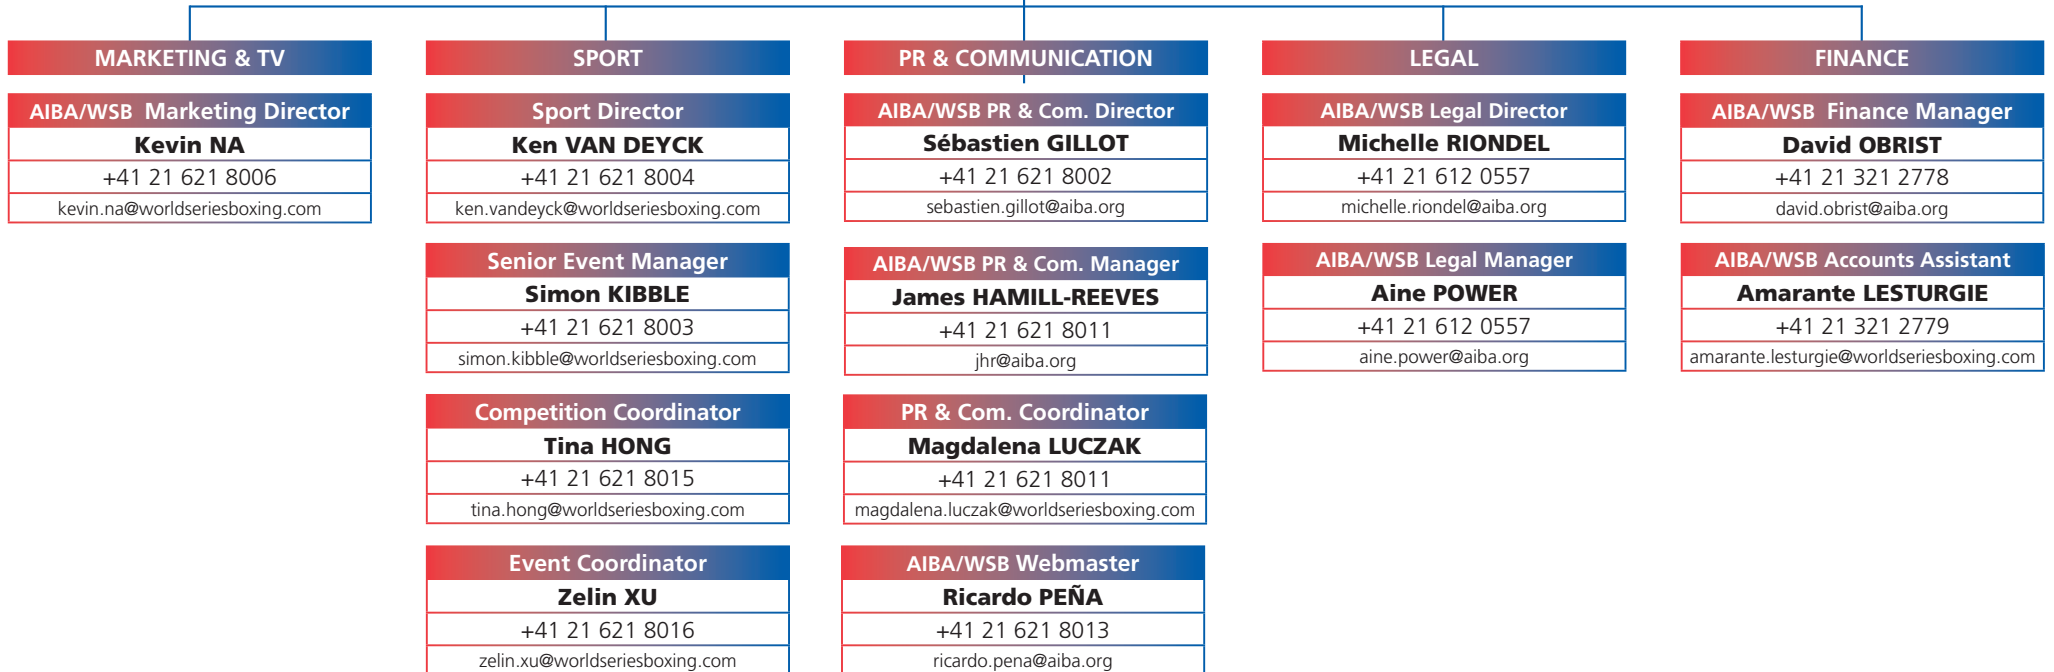 MARKETING & TV
AIBA/WSB Marketing Director
Kevin NA
+41 21 621 8006
kevin.na@worldseriesboxing.com
SPORT
Sport Director
Ken VAN DEYCK
+41 21 621 8004
ken.vandeyck@worldseriesboxing.com
Senior Event Manager
Simon KIBBLE
+41 21 621 8003
simon.kibble@worldseriesboxing.com
Competition Coordinator
Tina HONG
+41 21 621 8015
tina.hong@worldseriesboxing.com
Event Coordinator
Zelin XU
+41 21 621 8016
zelin.xu@worldseriesboxing.com
PR & COMMUNICATION
AIBA/WSB PR & Com. Director
Sébastien GILLOT
+41 21 621 8002
sebastien.gillot@aiba.org
AIBA/WSB PR & Com. Manager
James HAMILL-REEVES
+41 21 621 8011
jhr@aiba.org
PR & Com. Coordinator
Magdalena LUCZAK
+41 21 621 8011
magdalena.luczak@worldseriesboxing.com
AIBA/WSB Webmaster
Ricardo PEÑA
+41 21 621 8013
ricardo.pena@aiba.org
LEGAL
AIBA/WSB Legal Director
Michelle RIONDEL
+41 21 612 0557
michelle.riondel@aiba.org
AIBA/WSB Legal Manager
Aine POWER
+41 21 612 0557
aine.power@aiba.org
FINANCE
AIBA/WSB Finance Manager
David OBRIST
+41 21 321 2778
david.obrist@aiba.org
AIBA/WSB Accounts Assistant
Amarante LESTURGIE
+41 21 321 2779
amarante.lesturgie@worldseriesboxing.com